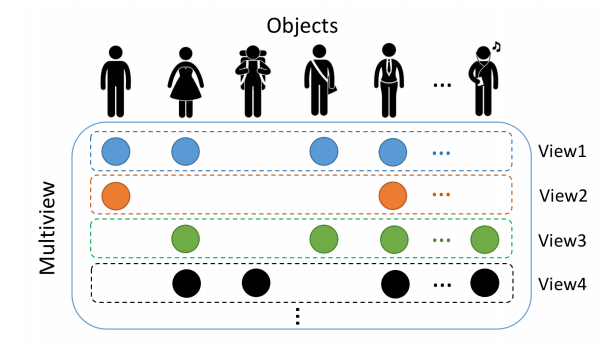 Objects
...
Multiview
... View1
... View2
... View3
... View4
⋮